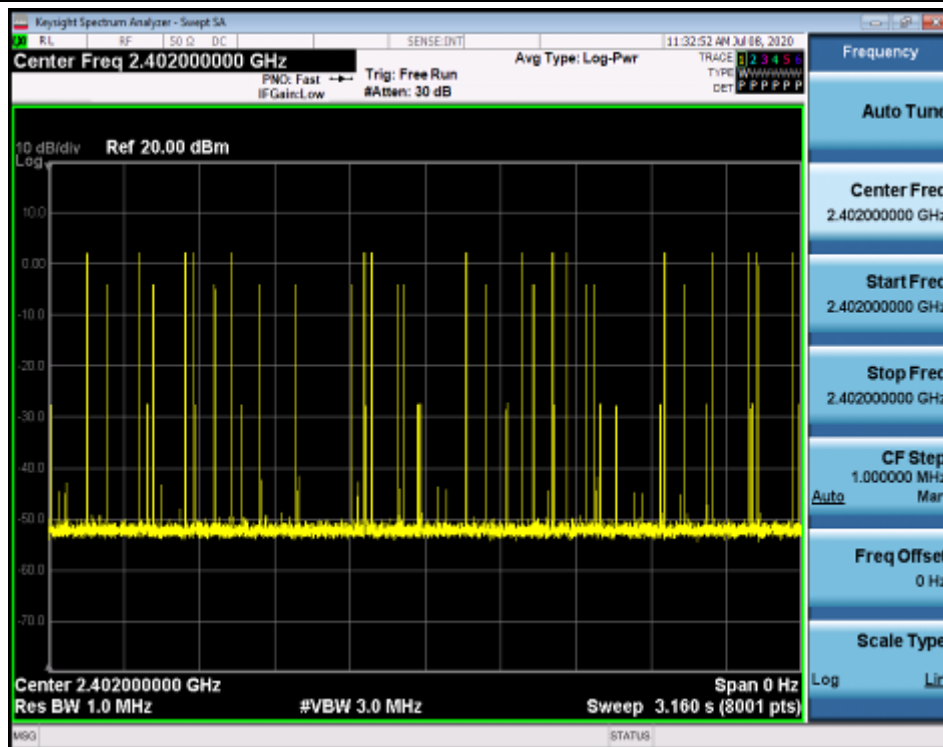 Keysight Spectrum Analyzer - Swept SA
RL RF 50 Ω DC SENSE:INT 11:32:52 AM Jul 08, 2020
Center Freq 2.402000000 GHz
Avg Type: Log-Pwr
TRACE 1 2 3 4 5 6
PNO: Fast
Trig: Free Run
TYPE WWWWWW
IFGain:Low
#Atten: 30 dB
DET P P P P P P
10 dB/div Ref 20.00 dBm
Log
10.0
0.00
-10.0
-20.0
-30.0
-40.0
-50.0
-60.0
-70.0
Center 2.402000000 GHz Span 0 Hz
Res BW 1.0 MHz #VBW 3.0 MHz Sweep 3.160 s (8001 pts)
MSG STATUS
Frequency
Auto Tune
Center Freq
2.402000000 GHz
Start Freq
2.402000000 GHz
Stop Freq
2.402000000 GHz
CF Step
1.000000 MHz
Auto Man
Freq Offset
0 Hz
Scale Type
Log Lin